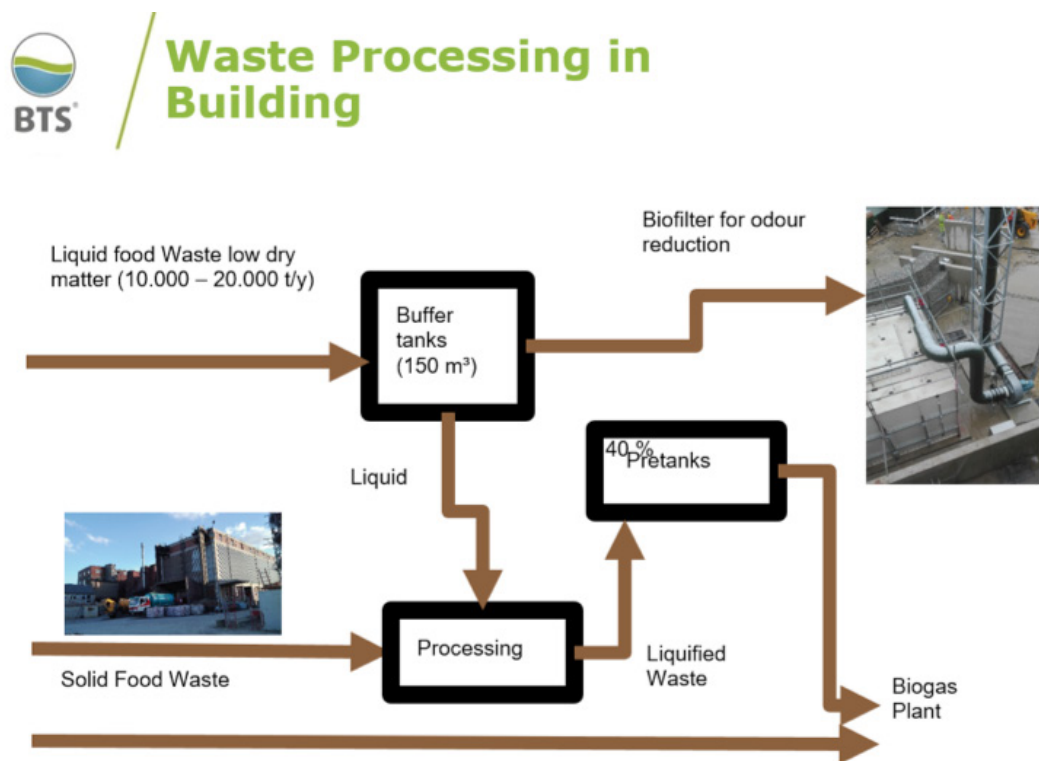 BTS®
Waste Processing in
Building
Liquid food Waste low dry
matter (10.000 – 20.000 t/y)
Buffer
tanks
(150 m³)
Biofilter for odour
reduction
Liquid
40 %
Pretanks
Solid Food Waste
Processing
Liquified
Waste
Biogas
Plant